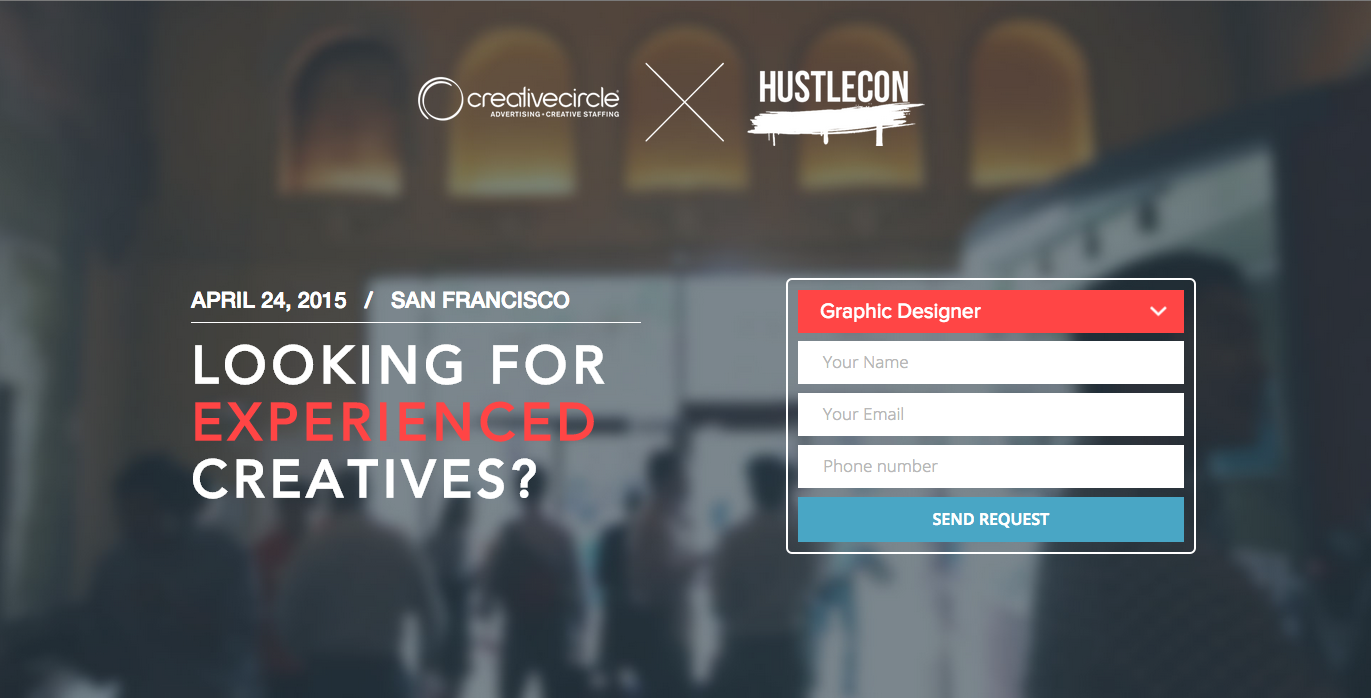 creativecircle®
ADVERTISING + CREATIVE STAFFING
HUSTLECON
APRIL 24, 2015 / SAN FRANCISCO
LOOKING FOR
EXPERIENCED
CREATIVES?
Graphic Designer
Your Name
Your Email
Phone number
SEND REQUEST